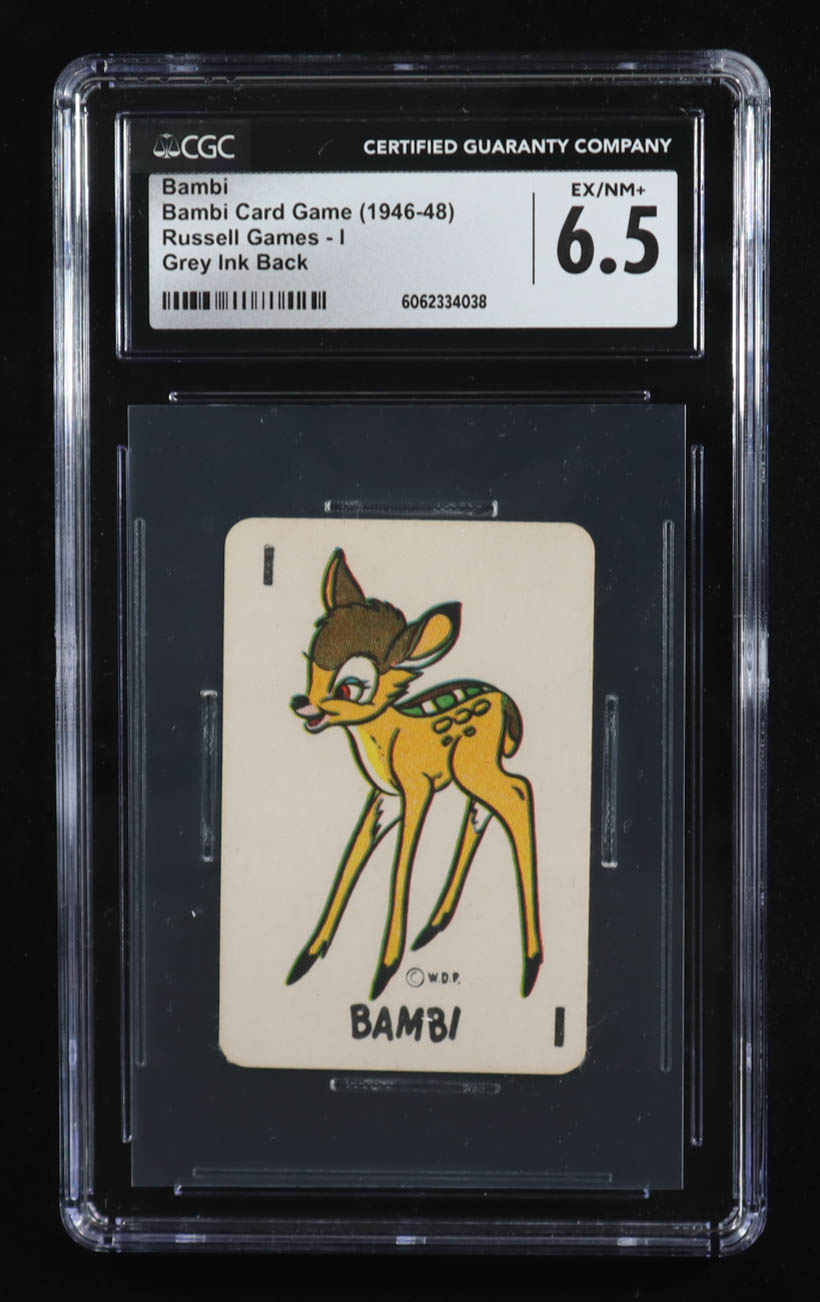 CGC
CERTIFIED GUARANTY COMPANY
Bambi
Bambi Card Game (1946-48)
Russell Games - I
Grey Ink Back
EX/NM+
6.5
6062334038
I
© W.D.P.
BAMBI
I